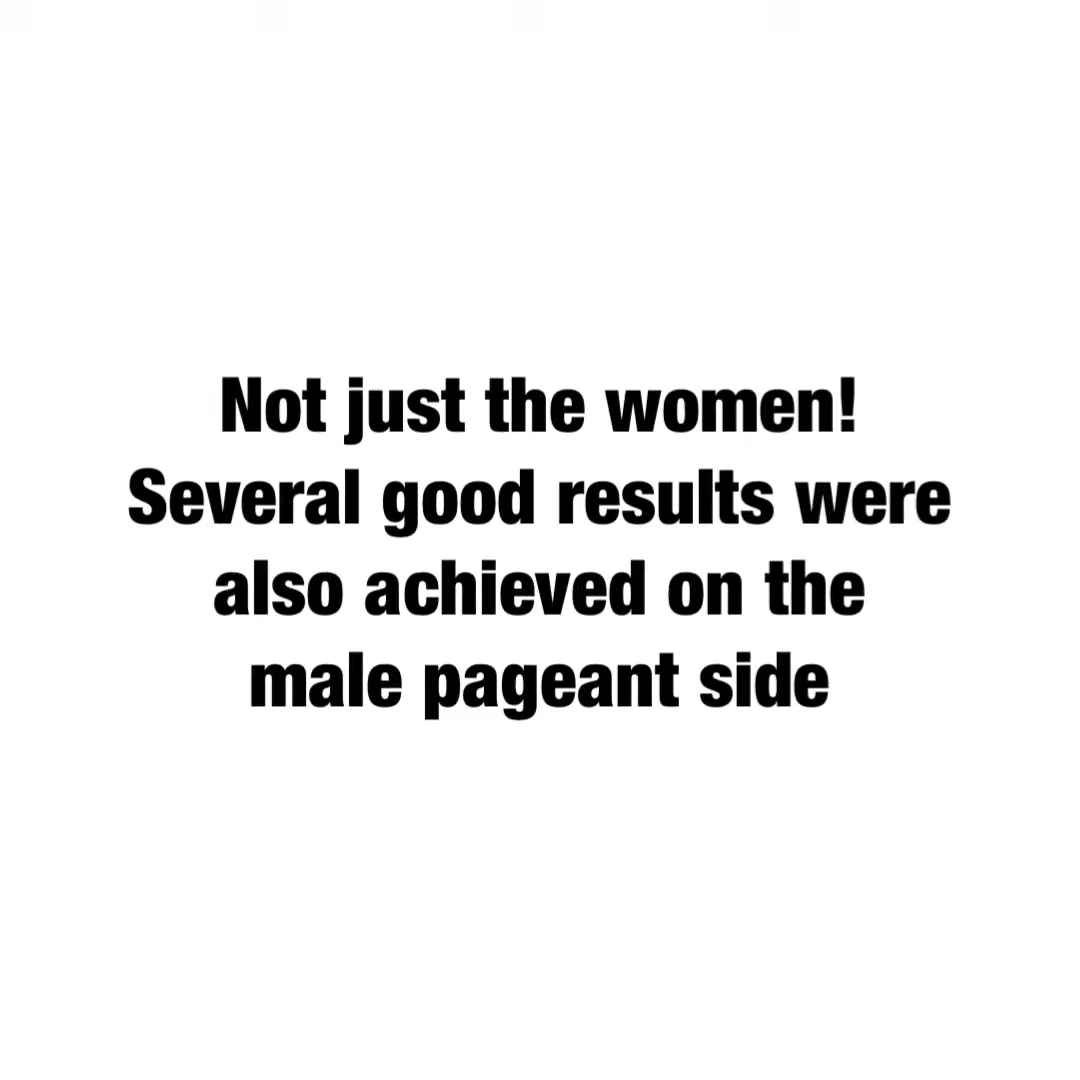 Not just the women!
Several good results were
also achieved on the
male pageant side